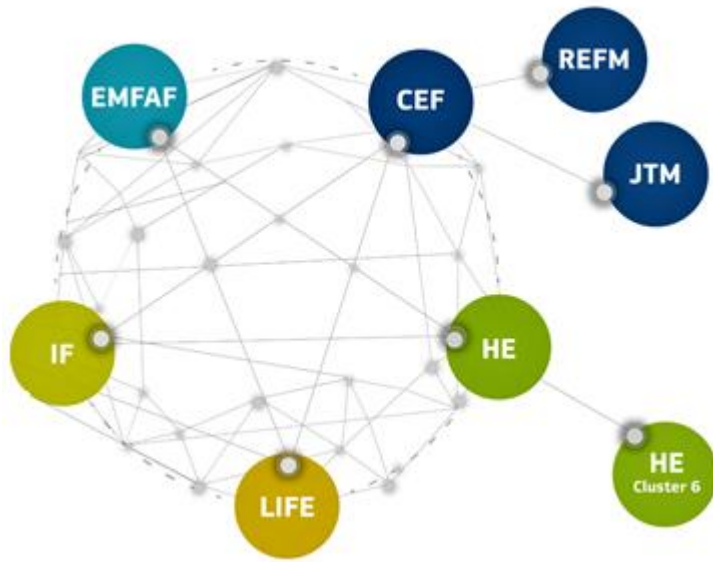 REFM
EMFAF
CEF
JTM
IF
HE
HE
Cluster 6
LIFE